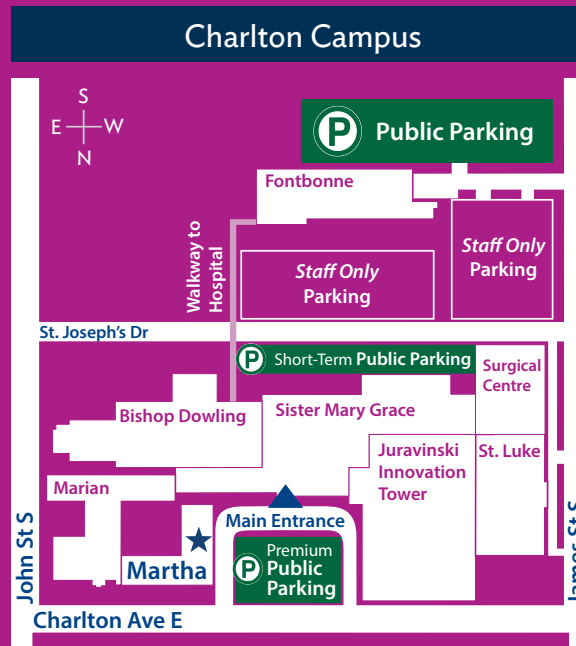 Charlton Campus
S
E W
N
P Public Parking
Fontbonne
Walkway to
Hospital
Staff Only
Parking
Staff Only
Parking
St. Joseph's Dr
P Short-Term Public Parking
Surgical
Centre
Bishop Dowling
Sister Mary Grace
Juravinski
Innovation
Tower
St. Luke
Marian
Main Entrance
Martha
P Premium
Public
Parking
John St S
James St S
Charlton Ave E